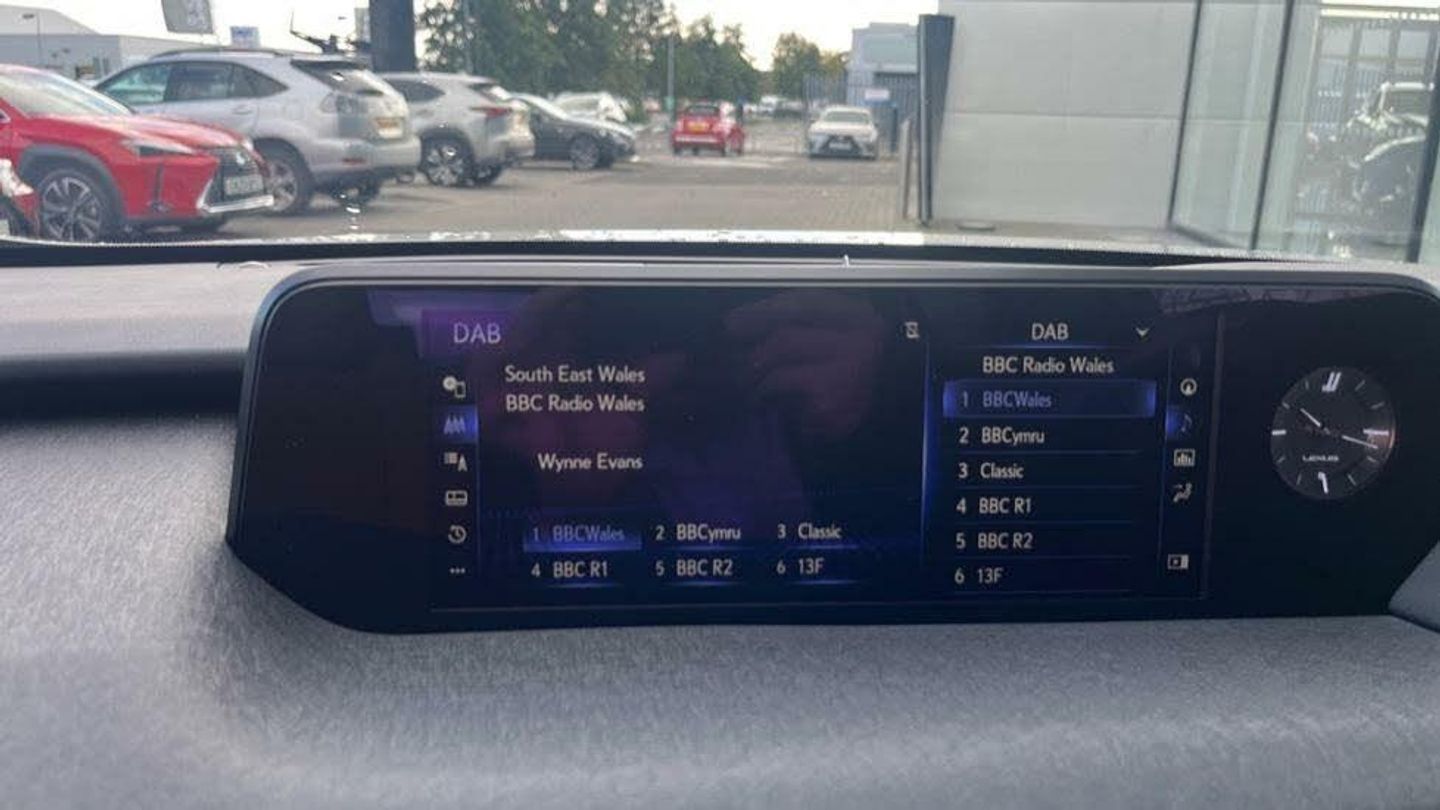 DAB
South East Wales
BBC Radio Wales
Wynne Evans
1 BBCWales 2 BBCymru 3 Classic
4 BBC R1 5 BBC R2 6 13F
DAB
BBC Radio Wales
1 BBCWales
2 BBCymru
3 Classic
4 BBC R1
5 BBC R2
6 13F
LEXUS